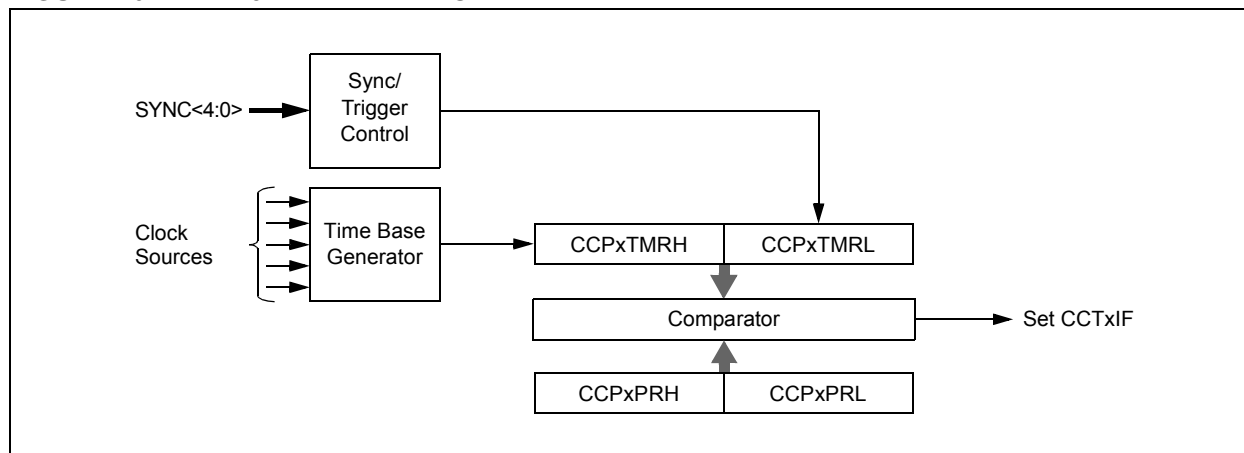 SYNC<4:0>
Sync/
Trigger
Control
Clock
Sources
Time Base
Generator
CCPxTMRH
CCPxTMRL
Comparator
Set CCTxIF
CCPxPRH
CCPxPRL